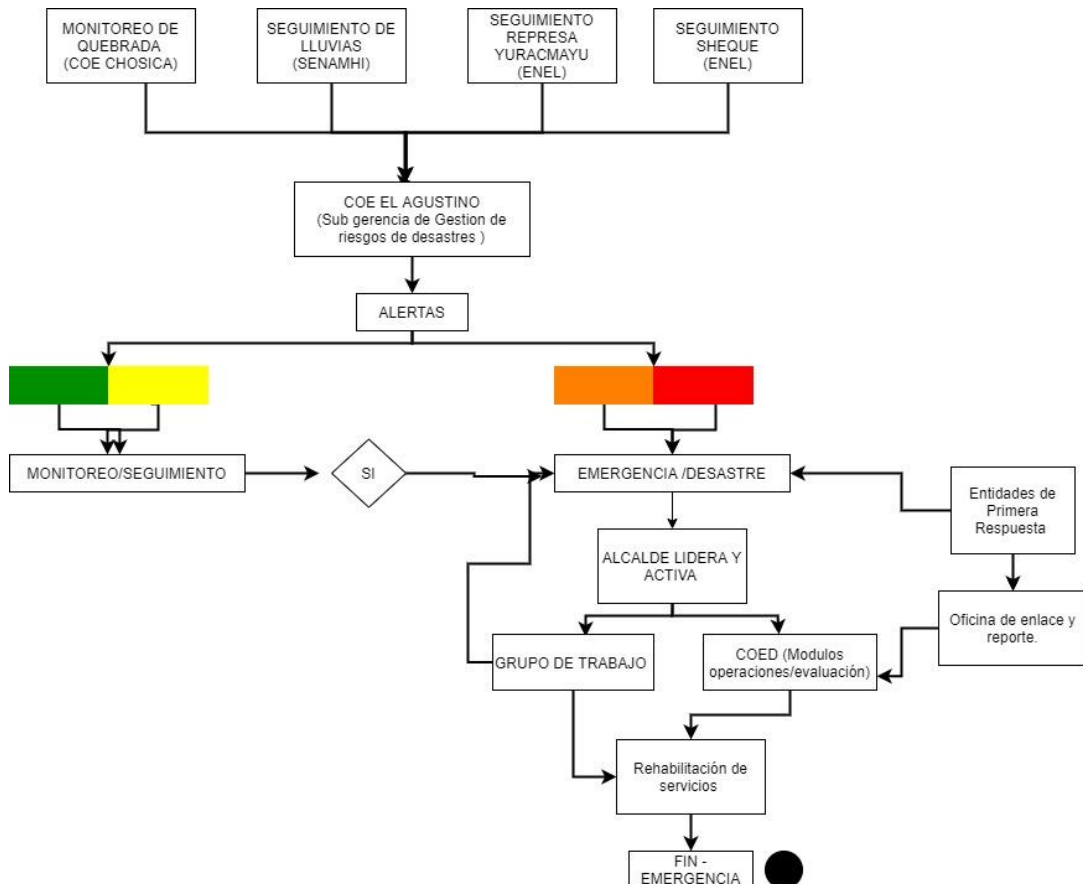 MONITOREO DE
QUEBRADA
(COE CHOSICA)
SEGUIMIENTO DE
LLUVIAS
(SENAMHI)
SEGUIMIENTO
REPRESA
YURACMAYU
(ENEL)
SEGUIMIENTO
SHEQUE
(ENEL)
COE EL AGUSTINO
(Sub gerencia de Gestion de
riesgos de desastres )
ALERTAS
MONITOREO/SEGUIMIENTO
SI
EMERGENCIA /DESASTRE
Entidades de
Primera
Respuesta
ALCALDE LIDERA Y
ACTIVA
Oficina de enlace y
reporte.
GRUPO DE TRABAJO
COED (Modulos
operaciones/evaluación)
Rehabilitación de
servicios
FIN -
EMERGENCIA